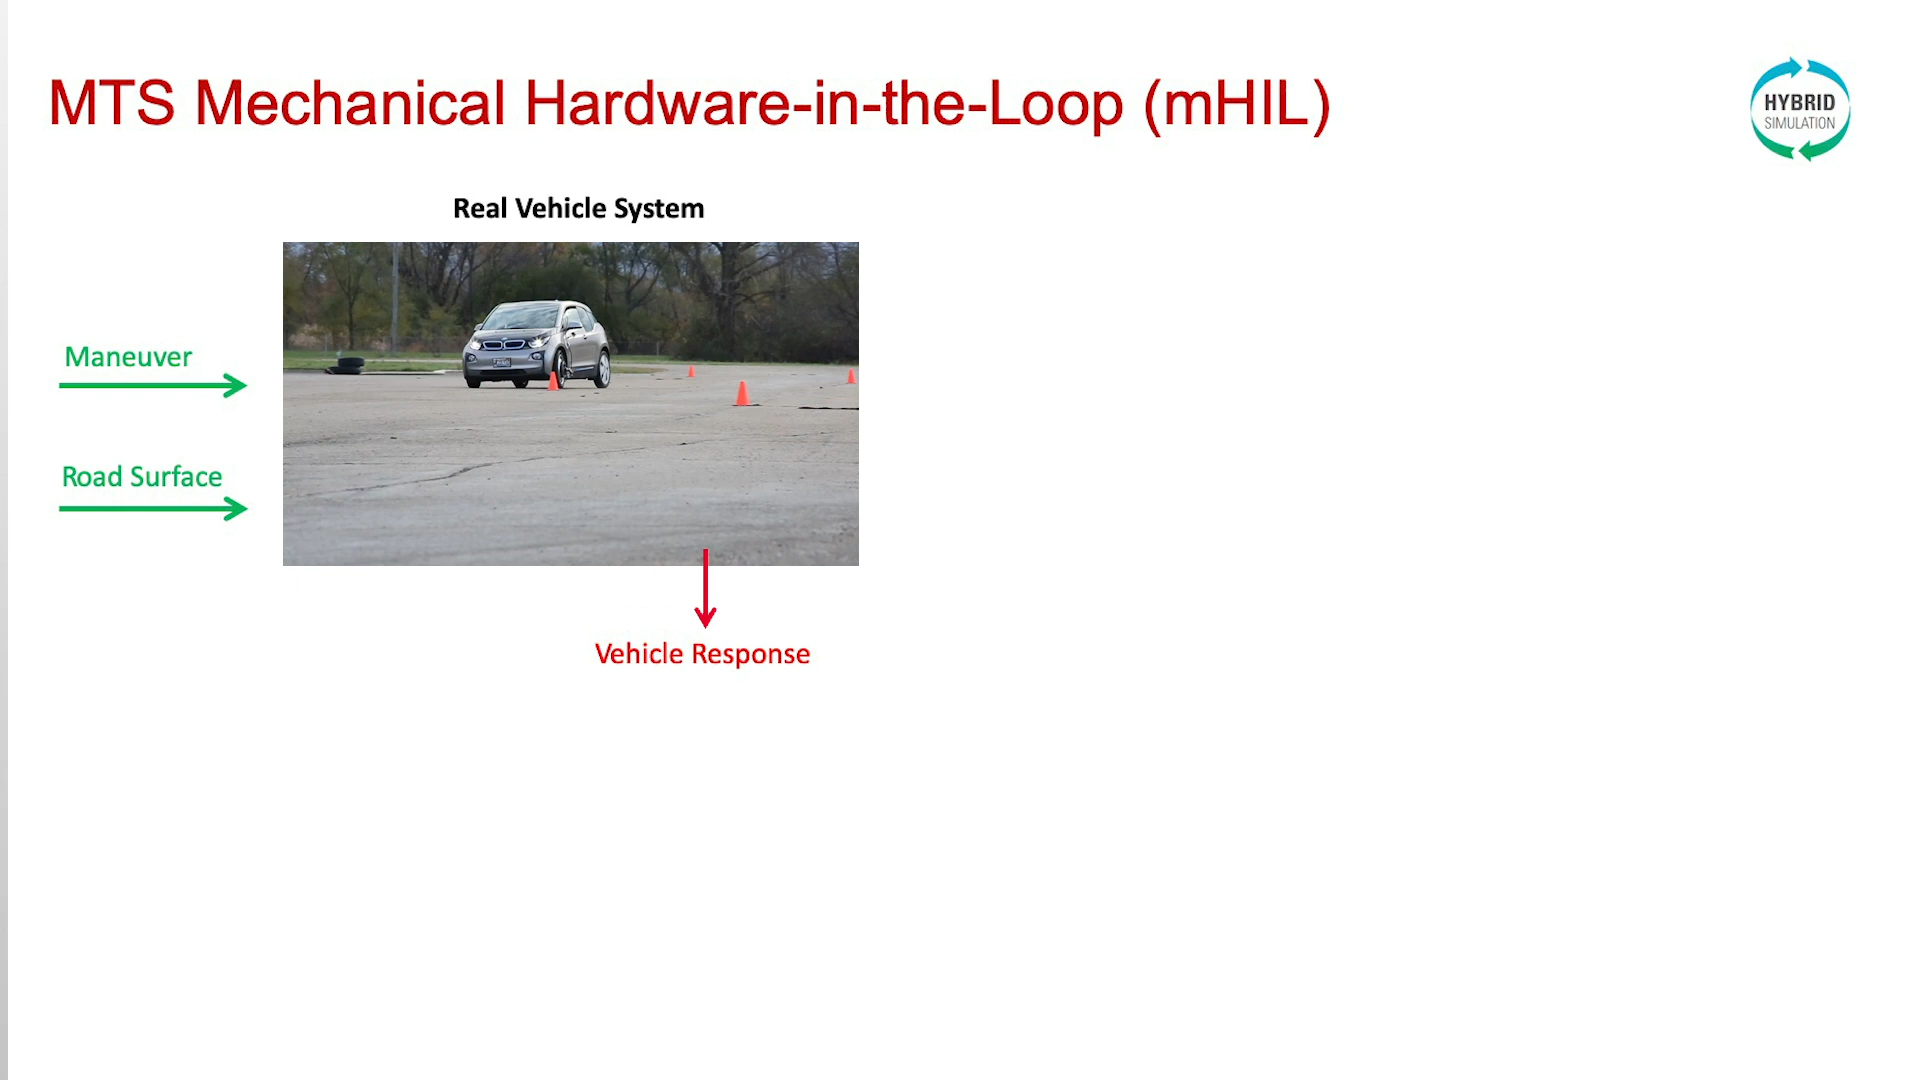 MTS Mechanical Hardware-in-the-Loop (mHIL)
HYBRID
SIMULATION
Real Vehicle System
Maneuver
Road Surface
Vehicle Response